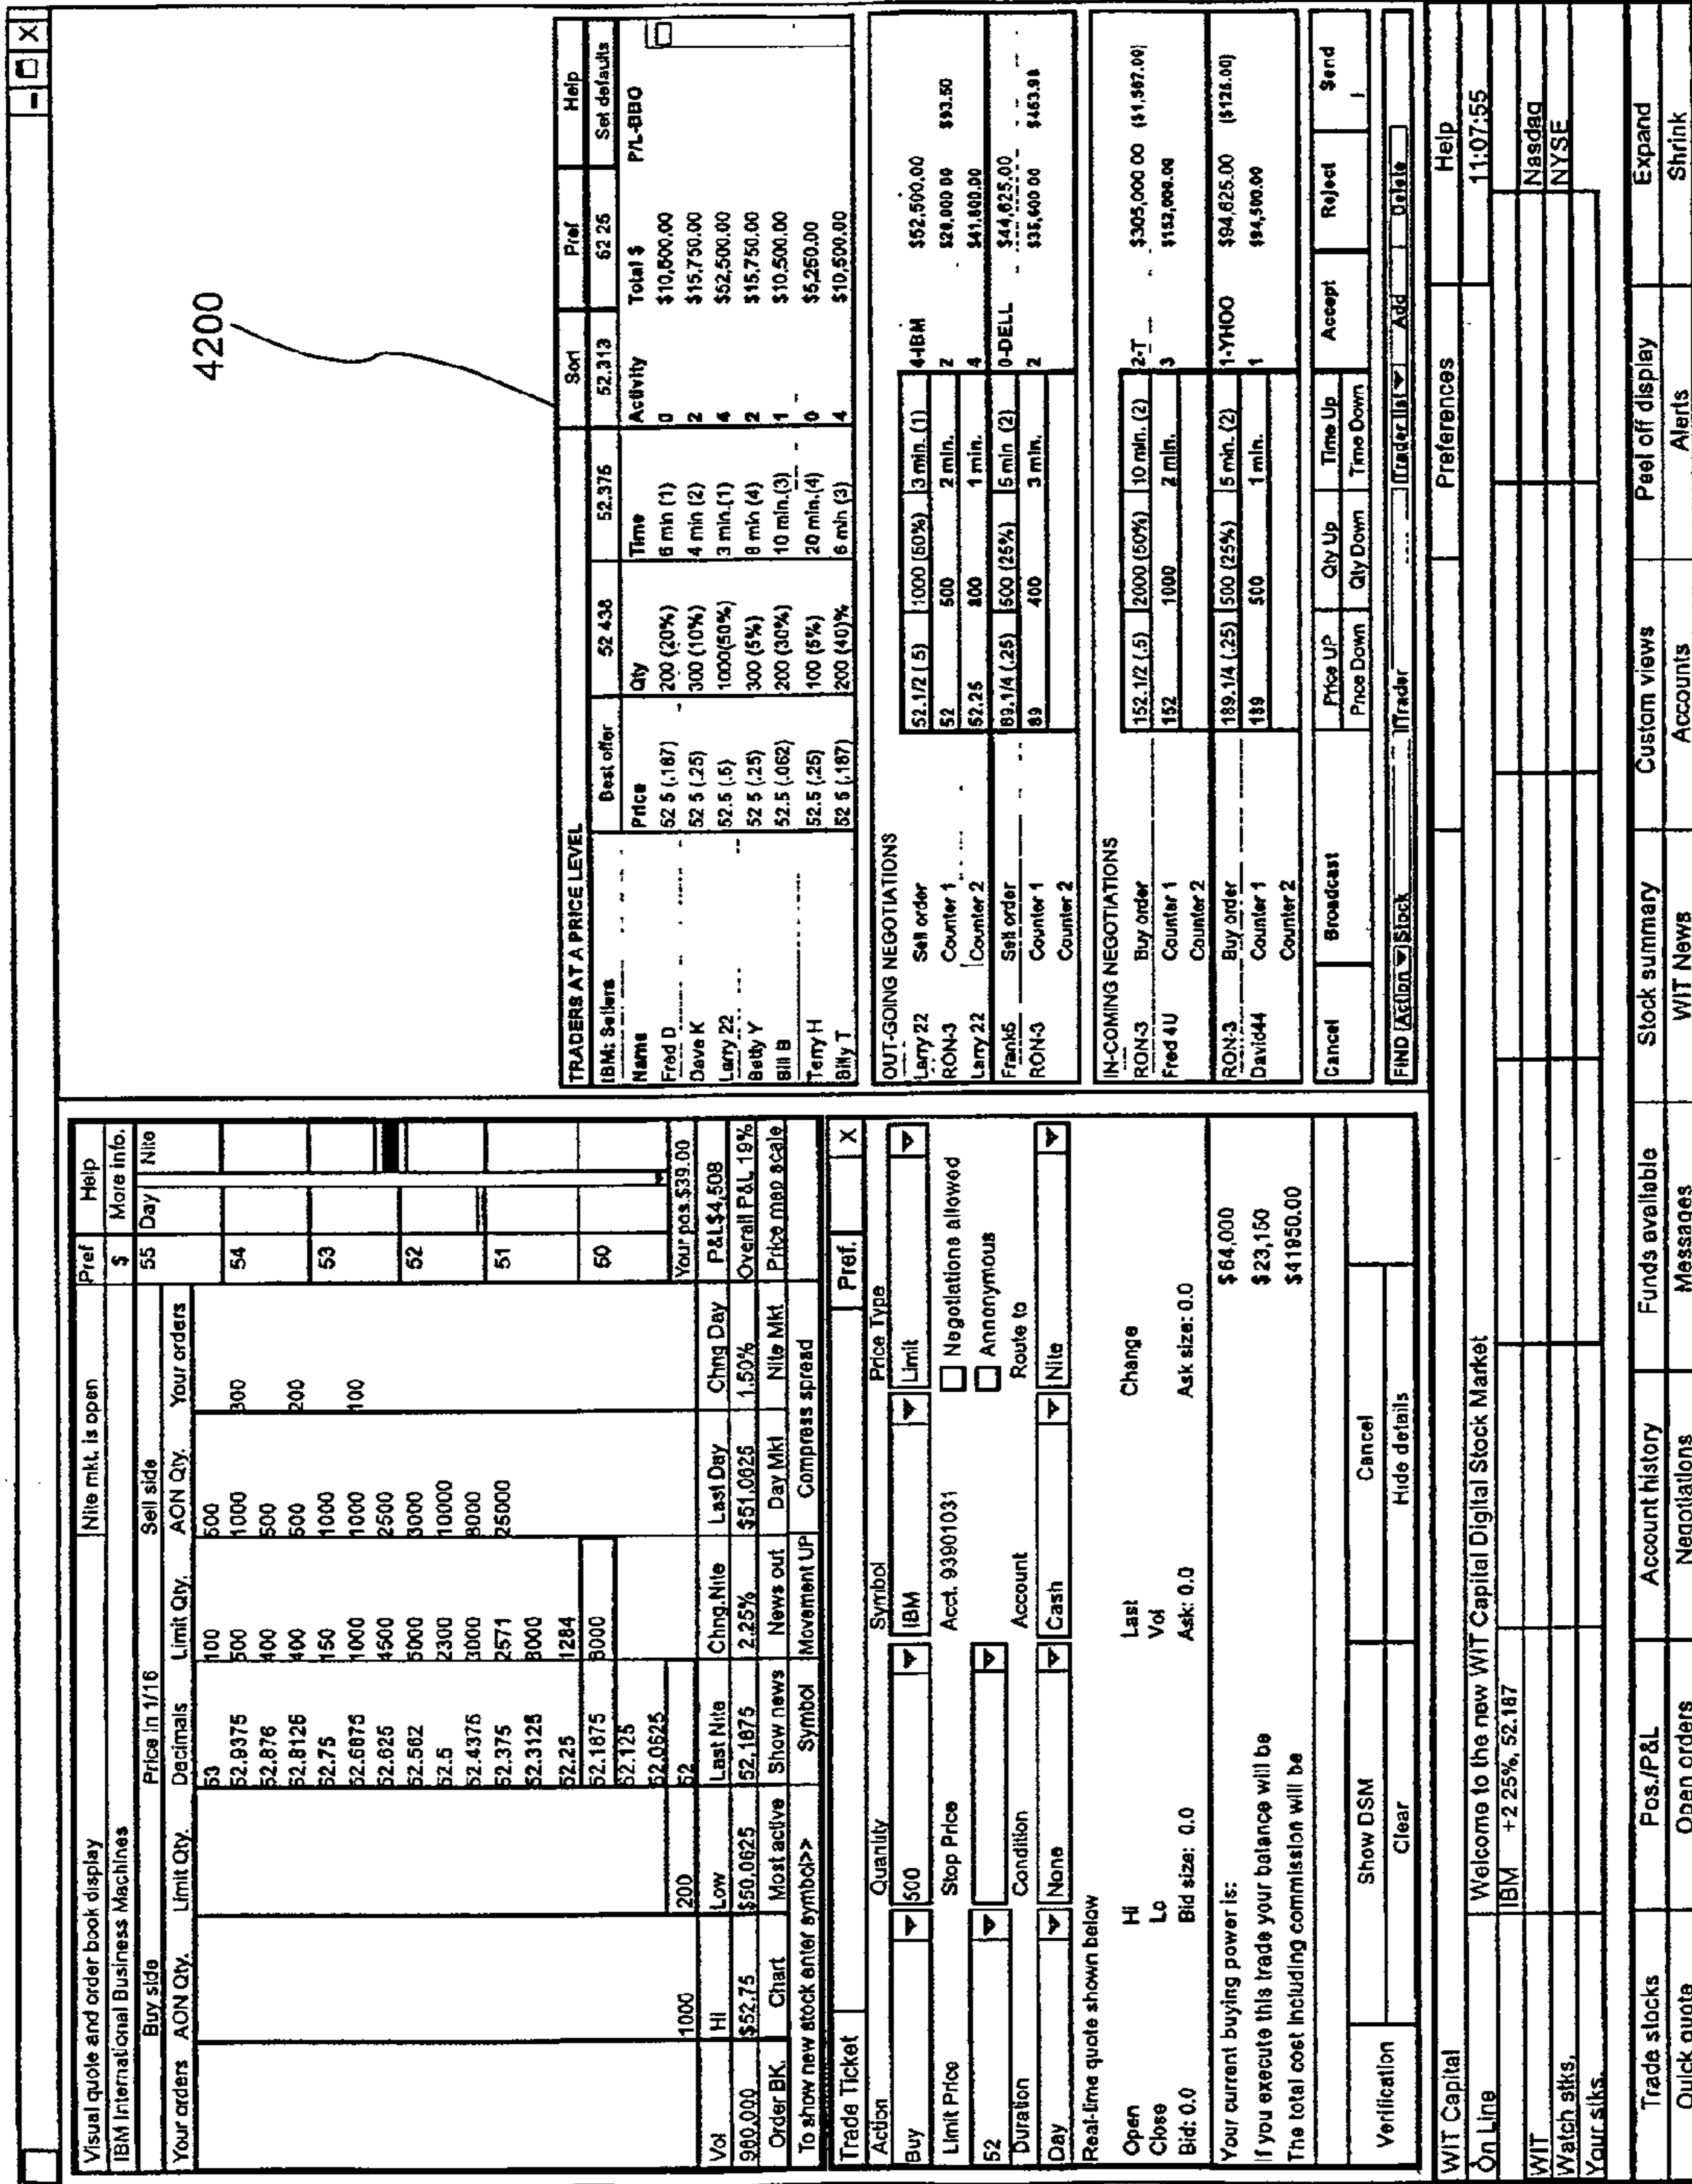 4200
Visual quote and order book display Nite mkt. is open Pref Help
IBM International Business Machines $ More info.
Buy side Price in 1/16 Sell side 55 Day Nite
Your orders AON Qty. Limit Qty. Decimals Limit Qty. AON Qty. Your orders
53 100 500
52.9375 500 1000 300 54
52.876 400 500
52.8125 400 500 200
52.75 150 1000 53
52.6875 1000 1000 100
52.625 4500 2500
52.562 5000 3000 52
52.5 2300 10000
52.4375 3000 8000
52.375 2571 25000 51
52.3125 8000
52.25 1284
52.1875 8000 50
52.125
52.0625
1000 200 52 Your pos.$39.00
Vol Hi Low Last Nite Chng.Nite Last Day Chng Day P&L$4,508
980,000 $52.75 $50.0625 52.1875 2.25% $51.0625 1.50% Overall P&L 19%
Order BK. Chart Most active Show news News out Day Mkt Nite Mkt Price map scale
To show new stock enter symbol>> Symbol Movement UP Compress spread
Trade Ticket Pref. X
Action Quantity Symbol Price Type
Buy 500 IBM Limit
Limit Price Stop Price Acct. 93901031 Negotiations allowed
52 Annonymous
Duration Condition Account Route to
Day None Cash Nite
Real-time quote shown below
Open Hi Last Change
Close Lo Vol
Bid: 0.0 Bid size: 0.0 Ask: 0.0 Ask size: 0.0
Your current buying power is: $64,000
If you execute this trade your balance will be $23,150
The total cost including commission will be $41950.00
Verification Show DSM Cancel
Clear Hide details
TRADERS AT A PRICE LEVEL Sort Pref Help
IBM: Sellers Best offer 52 438 52.375 52.313 62 25 Set defaults
Name Price Qty Time Activity Total $ P/L-BBO
Fred D 52 5 (.187) 200 (20%) 6 min (1) 0 $10,500.00
Dave K 52 5 (.25) 300 (10%) 4 min (2) 2 $15.750.00
Larry 22 52.5 (.5) 1000(50%) 3 min.(1) 4 $52,500.00
Betty Y 52 5 (.25) 300 (5%) 8 min (4) 2 $15.750.00
Bill B 52.5 (.062) 200 (30%) 10 min.(3) 1 $10.500.00
Terry H 52.5 (.25) 100 (5%) 20 min.(4) 0 $5,250.00
Billy T 52 5 (.187) 200 (40)% 6 min (3) 4 $10,500.00
OUT-GOING NEGOTIATIONS
Larry 22 Sell order 52.1/2 ( 5) 1000 (50%) 3 min. (1) 4-IBM $52.500.00
RON-3 Counter 1 52 500 2 min. 2 $26,000 00 $93.50
Larry 22 Counter 2 52.25 800 1 min. 4 $41,800.00
Frank5 Sell order 89.1/4 (.25) 500 (25%) 5 min (2) 0-DELL $44,625.00
RON-3 Counter 1 89 400 3 min. 2 $35,600 00 $463.98
Counter 2
IN-COMING NEGOTIATIONS
RON-3 Buy order 152.1/2 (.5) 2000 (50%) 10 min. (2) 2-T $305,000 00 ($1,567.00)
Fred 4U Counter 1 152 1000 2 min. 3 $152,000.00
Counter 2
RON-3 Buy order 189.1/4 (.25) 500 (25%) 5 min. (2) 1-YHOO $94,625.00 ($126.00)
David44 Counter 1 189 500 1 min. 1 $94,500.00
Counter 2
Cancel Broadcast Price UP Qty Up Time Up Accept Reject Send
Price Down Qty Down Time Down
FIND Action Stock Trader Trader list Add Delete
WIT Capital Preferences Help
On Line Welcome to the new WIT Capital Digital Stock Market 11:07:55
IBM +2 25%, 52.187
WIT Nasdaq
Watch stks. NYSE
Your stks.
Trade stocks Pos./P&L Account history Funds available Stock summary Custom views Peel off display Expand
Quick quote Open orders Negotiations Messages WIT News Accounts Alerts Shrink